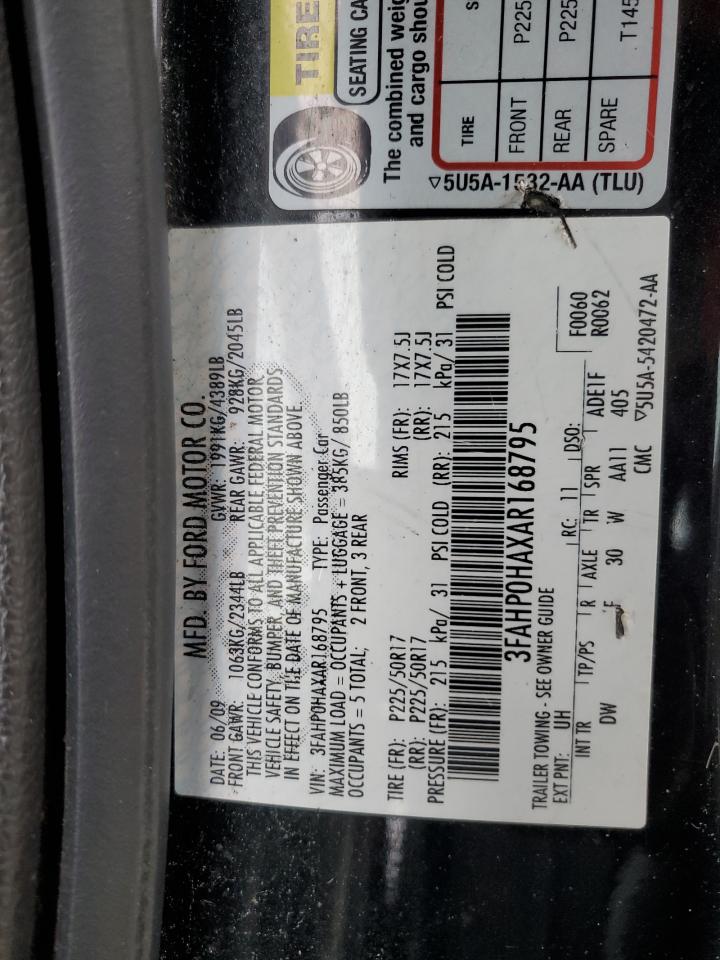 MFD. BY FORD MOTOR CO.
DATE: 06/09 GVWR: 1991KG/4389LB
FRONT GAWR: 1063KG/2344LB REAR GAWR: 928KG/2045LB
THIS VEHICLE CONFORMS TO ALL APPLICABLE FEDERAL MOTOR
VEHICLE SAFETY, BUMPER, AND THEFT PREVENTION STANDARDS
IN EFFECT ON THE DATE OF MANUFACTURE SHOWN ABOVE
VIN: 3FAHP0HAXAR168795 TYPE: Passenger Car
MAXIMUM LOAD = OCCUPANTS + LUGGAGE = 385KG/850LB
OCCUPANTS = 5 TOTAL; 2 FRONT, 3 REAR
TIRE (FR): P225/50R17 RIMS (FR): 17X7.5J
(RR): P225/50R17 (RR): 17X7.5J
PRESSURE (FR): 215 kPa/ 31 PSI COLD (RR): 215 kPa/ 31 PSI COLD
3FAHP0HAXAR168795
TRAILER TOWING - SEE OWNER GUIDE
EXT PNT: UH RC: 11 DSO: F0060
R0062
INT TR TP/PS R AXLE TR SPR ADE1F
DW F 30 W AA11 405
CMC ▽5U5A-5420472-AA
TIRE
SEATING CA
The combined weig
and cargo shou
TIRE S
FRONT P225
REAR P225
SPARE T145
▽5U5A-1532-AA (TLU)